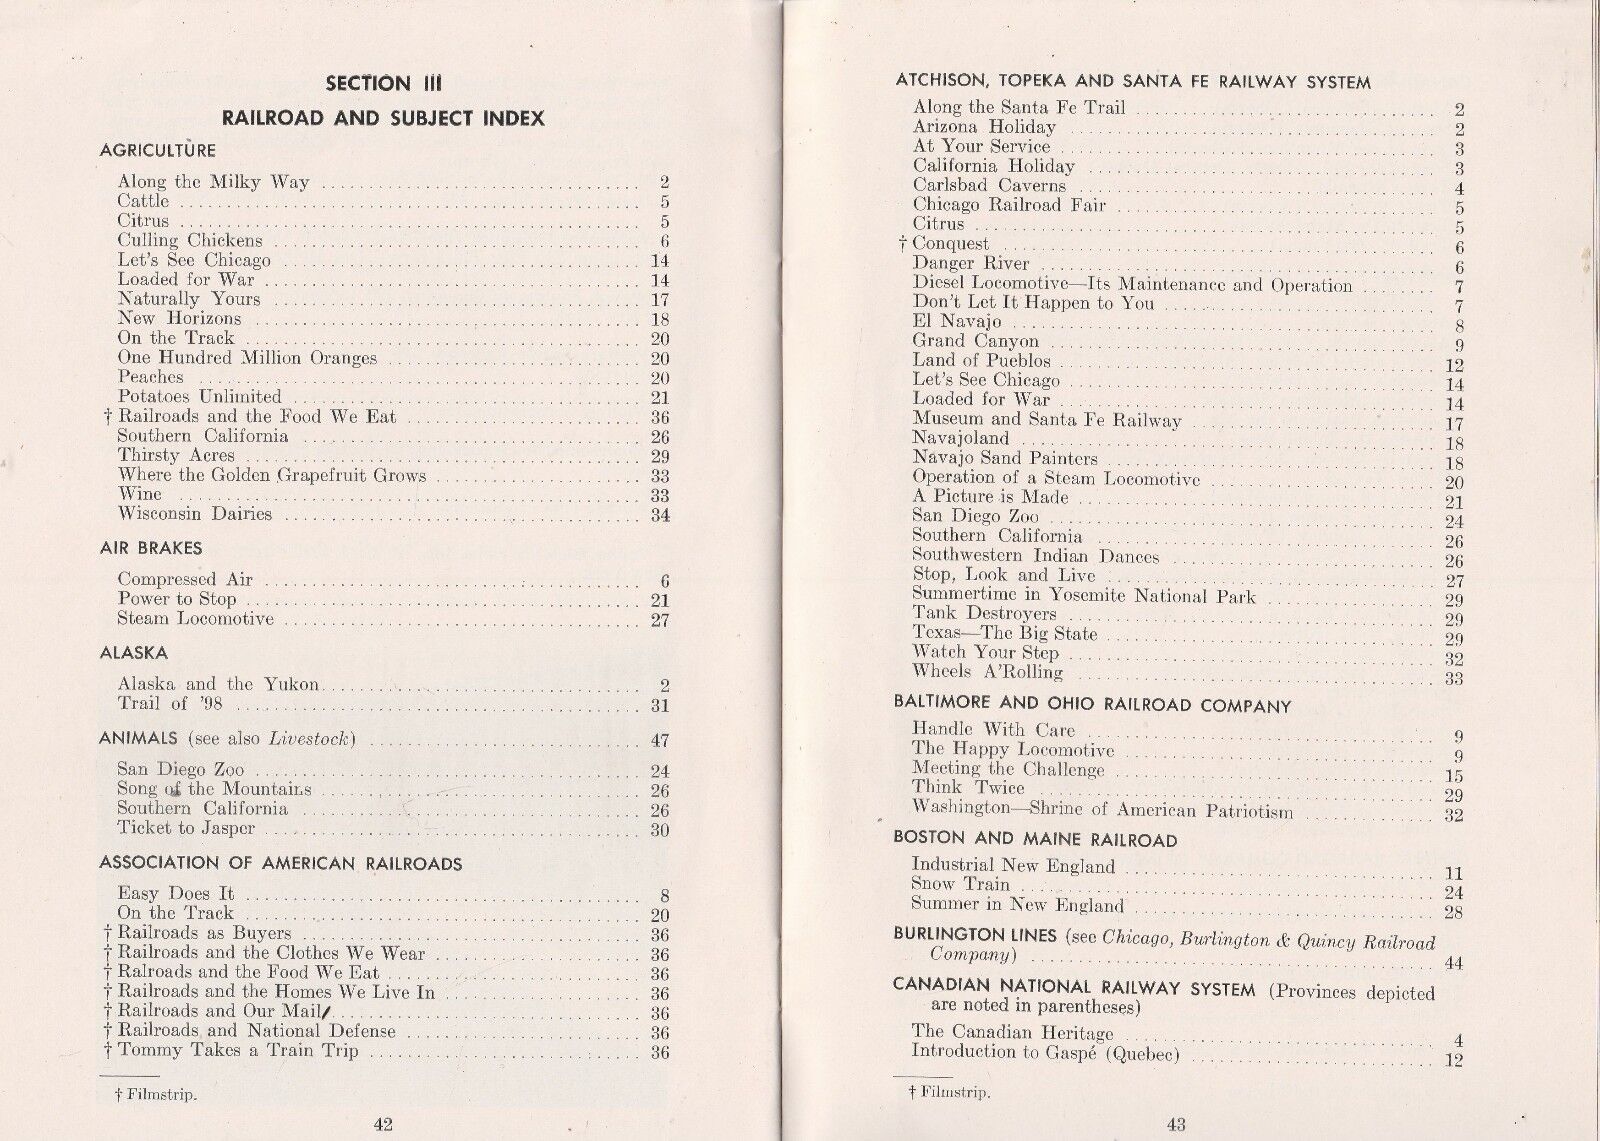 SECTION III
RAILROAD AND SUBJECT INDEX
AGRICULTURE
Along the Milky Way 2
Cattle 5
Citrus 5
Culling Chickens 6
Let's See Chicago 14
Loaded for War 14
Naturally Yours 17
New Horizons 18
On the Track 20
One Hundred Million Oranges 20
Peaches 20
Potatoes Unlimited 21
† Railroads and the Food We Eat 36
Southern California 26
Thirsty Acres 29
Where the Golden Grapefruit Grows 33
Wine 33
Wisconsin Dairies 34
AIR BRAKES
Compressed Air 6
Power to Stop 21
Steam Locomotive 27
ALASKA
Alaska and the Yukon 2
Trail of '98 31
ANIMALS (see also Livestock) 47
San Diego Zoo 24
Song of the Mountains 26
Southern California 26
Ticket to Jasper 30
ASSOCIATION OF AMERICAN RAILROADS
Easy Does It 8
On the Track 20
† Railroads as Buyers 36
† Railroads and the Clothes We Wear 36
† Ralroads and the Food We Eat 36
† Railroads and the Homes We Live In 36
† Railroads and Our Mail 36
† Railroads and National Defense 36
† Tommy Takes a Train Trip 36
† Filmstrip.
42
ATCHISON, TOPEKA AND SANTA FE RAILWAY SYSTEM
Along the Santa Fe Trail 2
Arizona Holiday 2
At Your Service 3
California Holiday 3
Carlsbad Caverns 4
Chicago Railroad Fair 5
Citrus 5
† Conquest 6
Danger River 6
Diesel Locomotive—Its Maintenance and Operation 7
Don't Let It Happen to You 7
El Navajo 8
Grand Canyon 9
Land of Pueblos 12
Let's See Chicago 14
Loaded for War 14
Museum and Santa Fe Railway 17
Navajoland 18
Navajo Sand Painters 18
Operation of a Steam Locomotive 20
A Picture is Made 21
San Diego Zoo 24
Southern California 26
Southwestern Indian Dances 26
Stop, Look and Live 27
Summertime in Yosemite National Park 29
Tank Destroyers 29
Texas—The Big State 29
Watch Your Step 32
Wheels A'Rolling 33
BALTIMORE AND OHIO RAILROAD COMPANY
Handle With Care 9
The Happy Locomotive 9
Meeting the Challenge 15
Think Twice 29
Washington—Shrine of American Patriotism 32
BOSTON AND MAINE RAILROAD
Industrial New England 11
Snow Train 24
Summer in New England 28
BURLINGTON LINES (see Chicago, Burlington & Quincy Railroad
Company) 44
CANADIAN NATIONAL RAILWAY SYSTEM (Provinces depicted
are noted in parentheses)
The Canadian Heritage 4
Introduction to Gaspé (Quebec) 12
† Filmstrip.
43